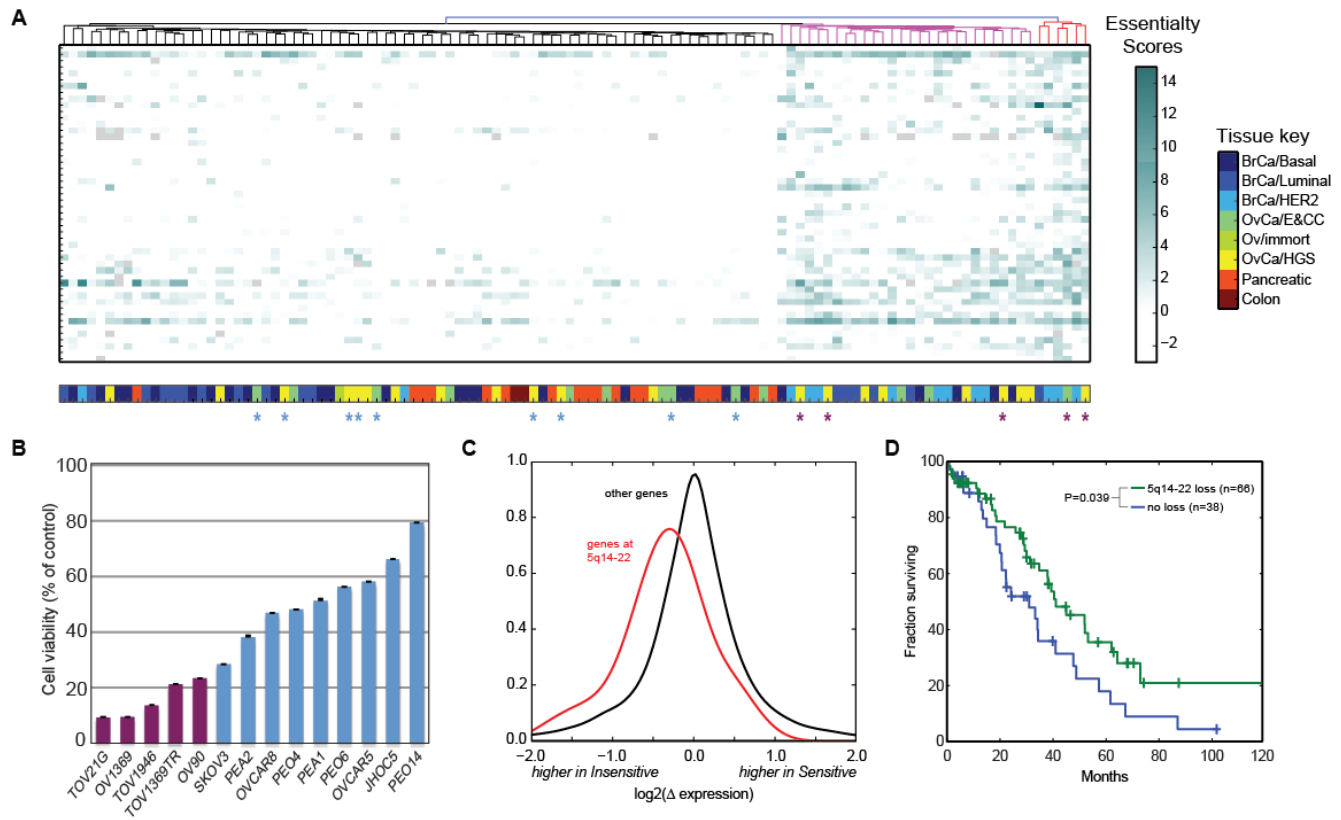 A
Essentialty
Scores
14
12
10
8
6
4
2
0
−2
Tissue key
BrCa/Basal
BrCa/Luminal
BrCa/HER2
OvCa/E&CC
Ov/immort
OvCa/HGS
Pancreatic
Colon
* * * * * * * * * * * * * *
B
Cell viability (% of control)
100
80
60
40
20
0
TOV21G
OV1369
TOV1946
TOV1369TR
OV90
SKOV3
PEA2
OVCAR8
PEO4
PEA1
PEO6
OVCAR5
JHOC5
PEO14
C
1.0
0.8
0.6
0.4
0.2
0.0
other genes
genes at
5q14-22
−2.0 −1.0 0.0 1.0 2.0
higher in Insensitive higher in Sensitive
log2(Δ expression)
D
Fraction surviving
100
80
60
40
20
0
P=0.039
5q14-22 loss (n=66)
no loss (n=38)
0 20 40 60 80 100 120
Months